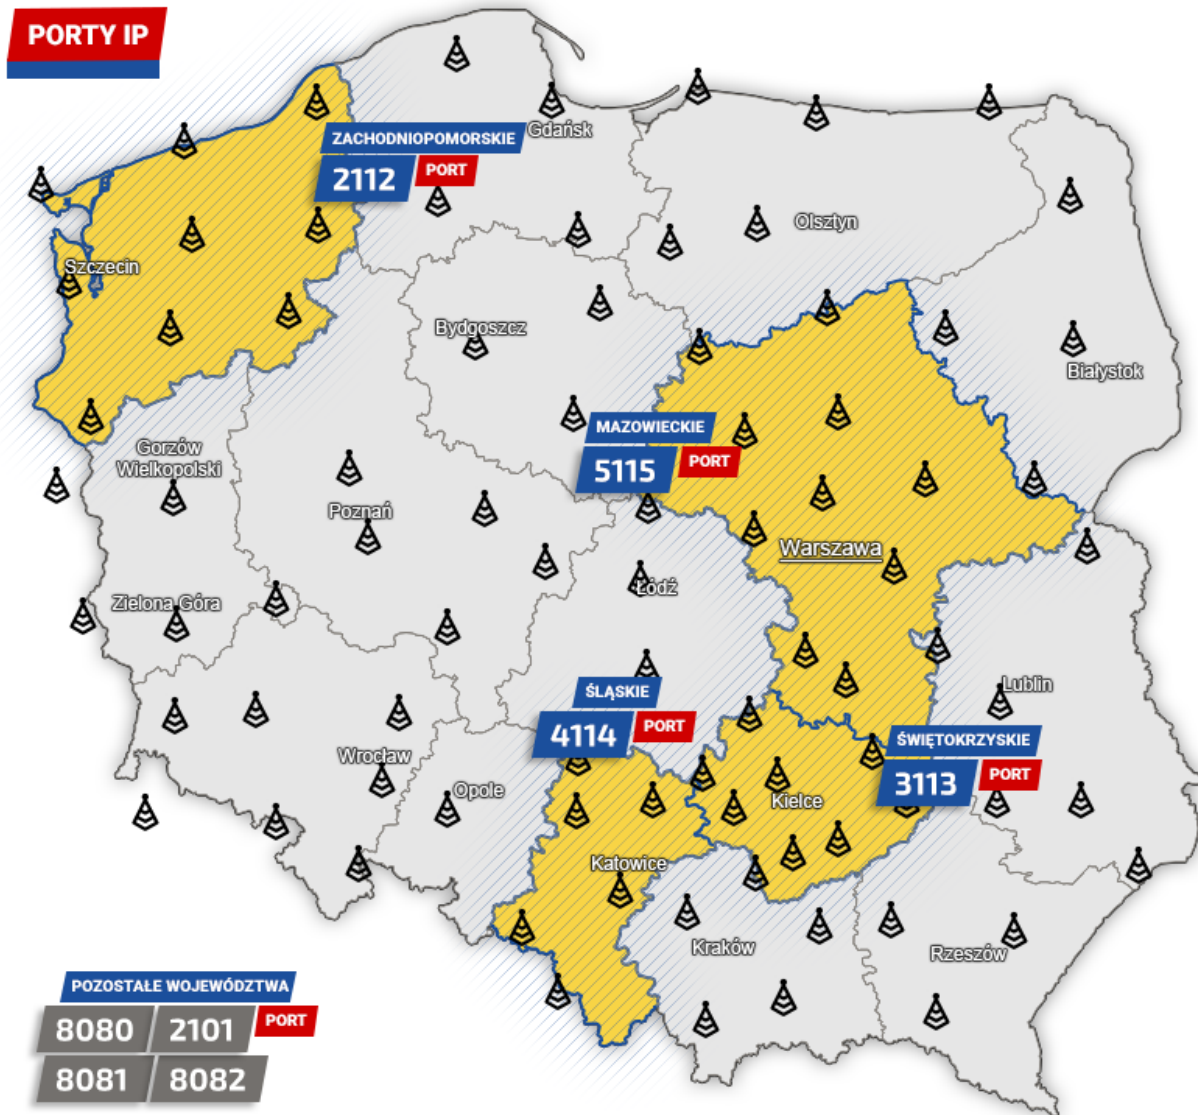 PORTY IP
ZACHODNIOPOMORSKIE
2112 PORT
Gdańsk
Olsztyn
Szczecin
Bydgoszcz
Białystok
MAZOWIECKIE
5115 PORT
Gorzów
Wielkopolski
Poznań
Warszawa
Łódź
Zielona Góra
ŚLĄSKIE
4114 PORT
Lublin
ŚWIĘTOKRZYSKIE
3113 PORT
Wrocław
Opole
Kielce
Katowice
Kraków
Rzeszów
POZOSTAŁE WOJEWÓDZTWA
8080 2101 PORT
8081 8082